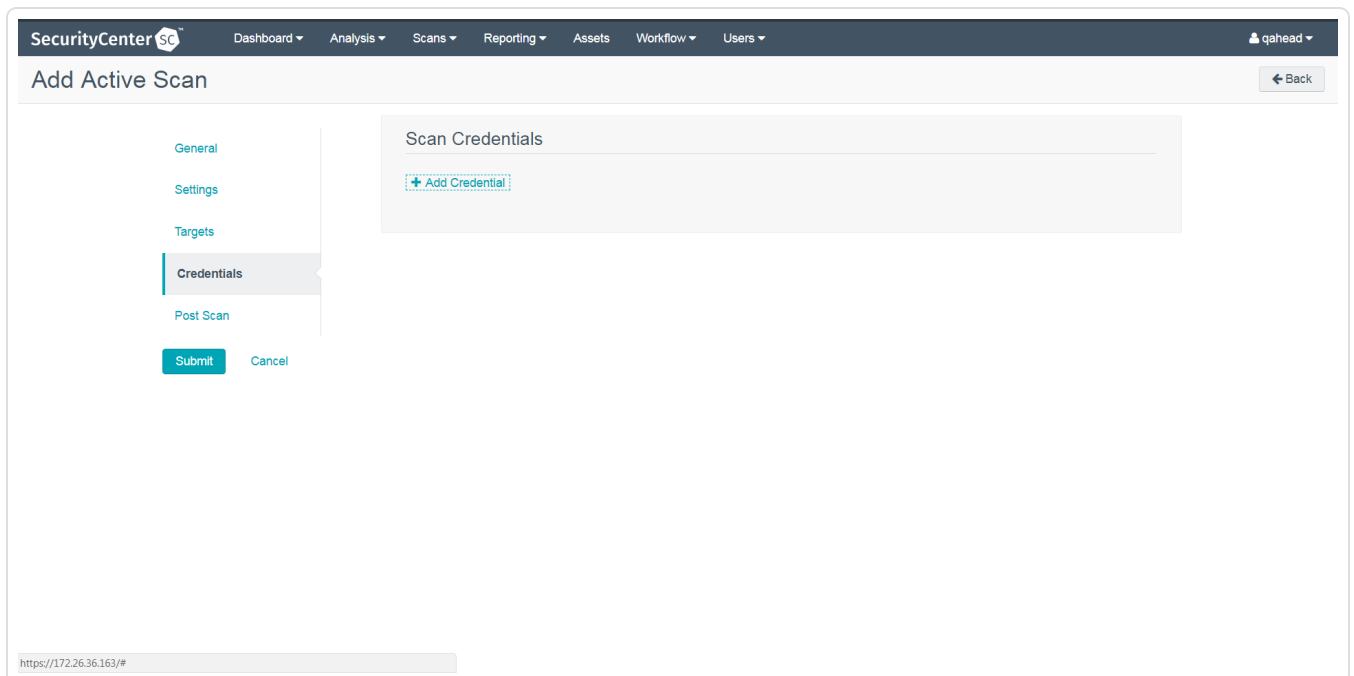 SecurityCenter SC Dashboard Analysis Scans Reporting Assets Workflow Users qahead
Add Active Scan Back
General
Settings
Targets
Credentials
Post Scan
Submit Cancel
Scan Credentials
Add Credential
https://172.26.36.163/#